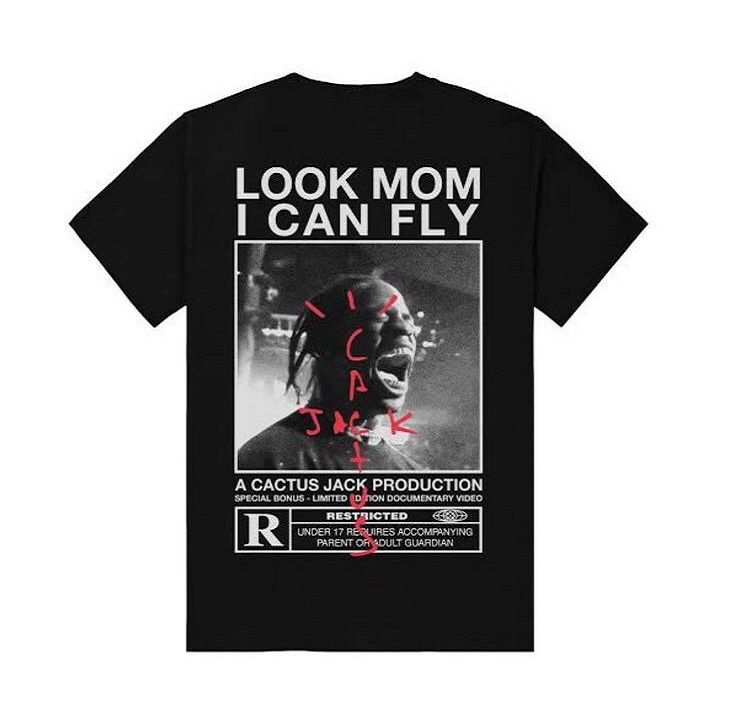 LOOK MOM
I CAN FLY
CACTUS
JACK
A CACTUS JACK PRODUCTION
SPECIAL BONUS - LIMITED EDITION DOCUMENTARY VIDEO
R
RESTRICTED
UNDER 17 REQUIRES ACCOMPANYING
PARENT OR ADULT GUARDIAN